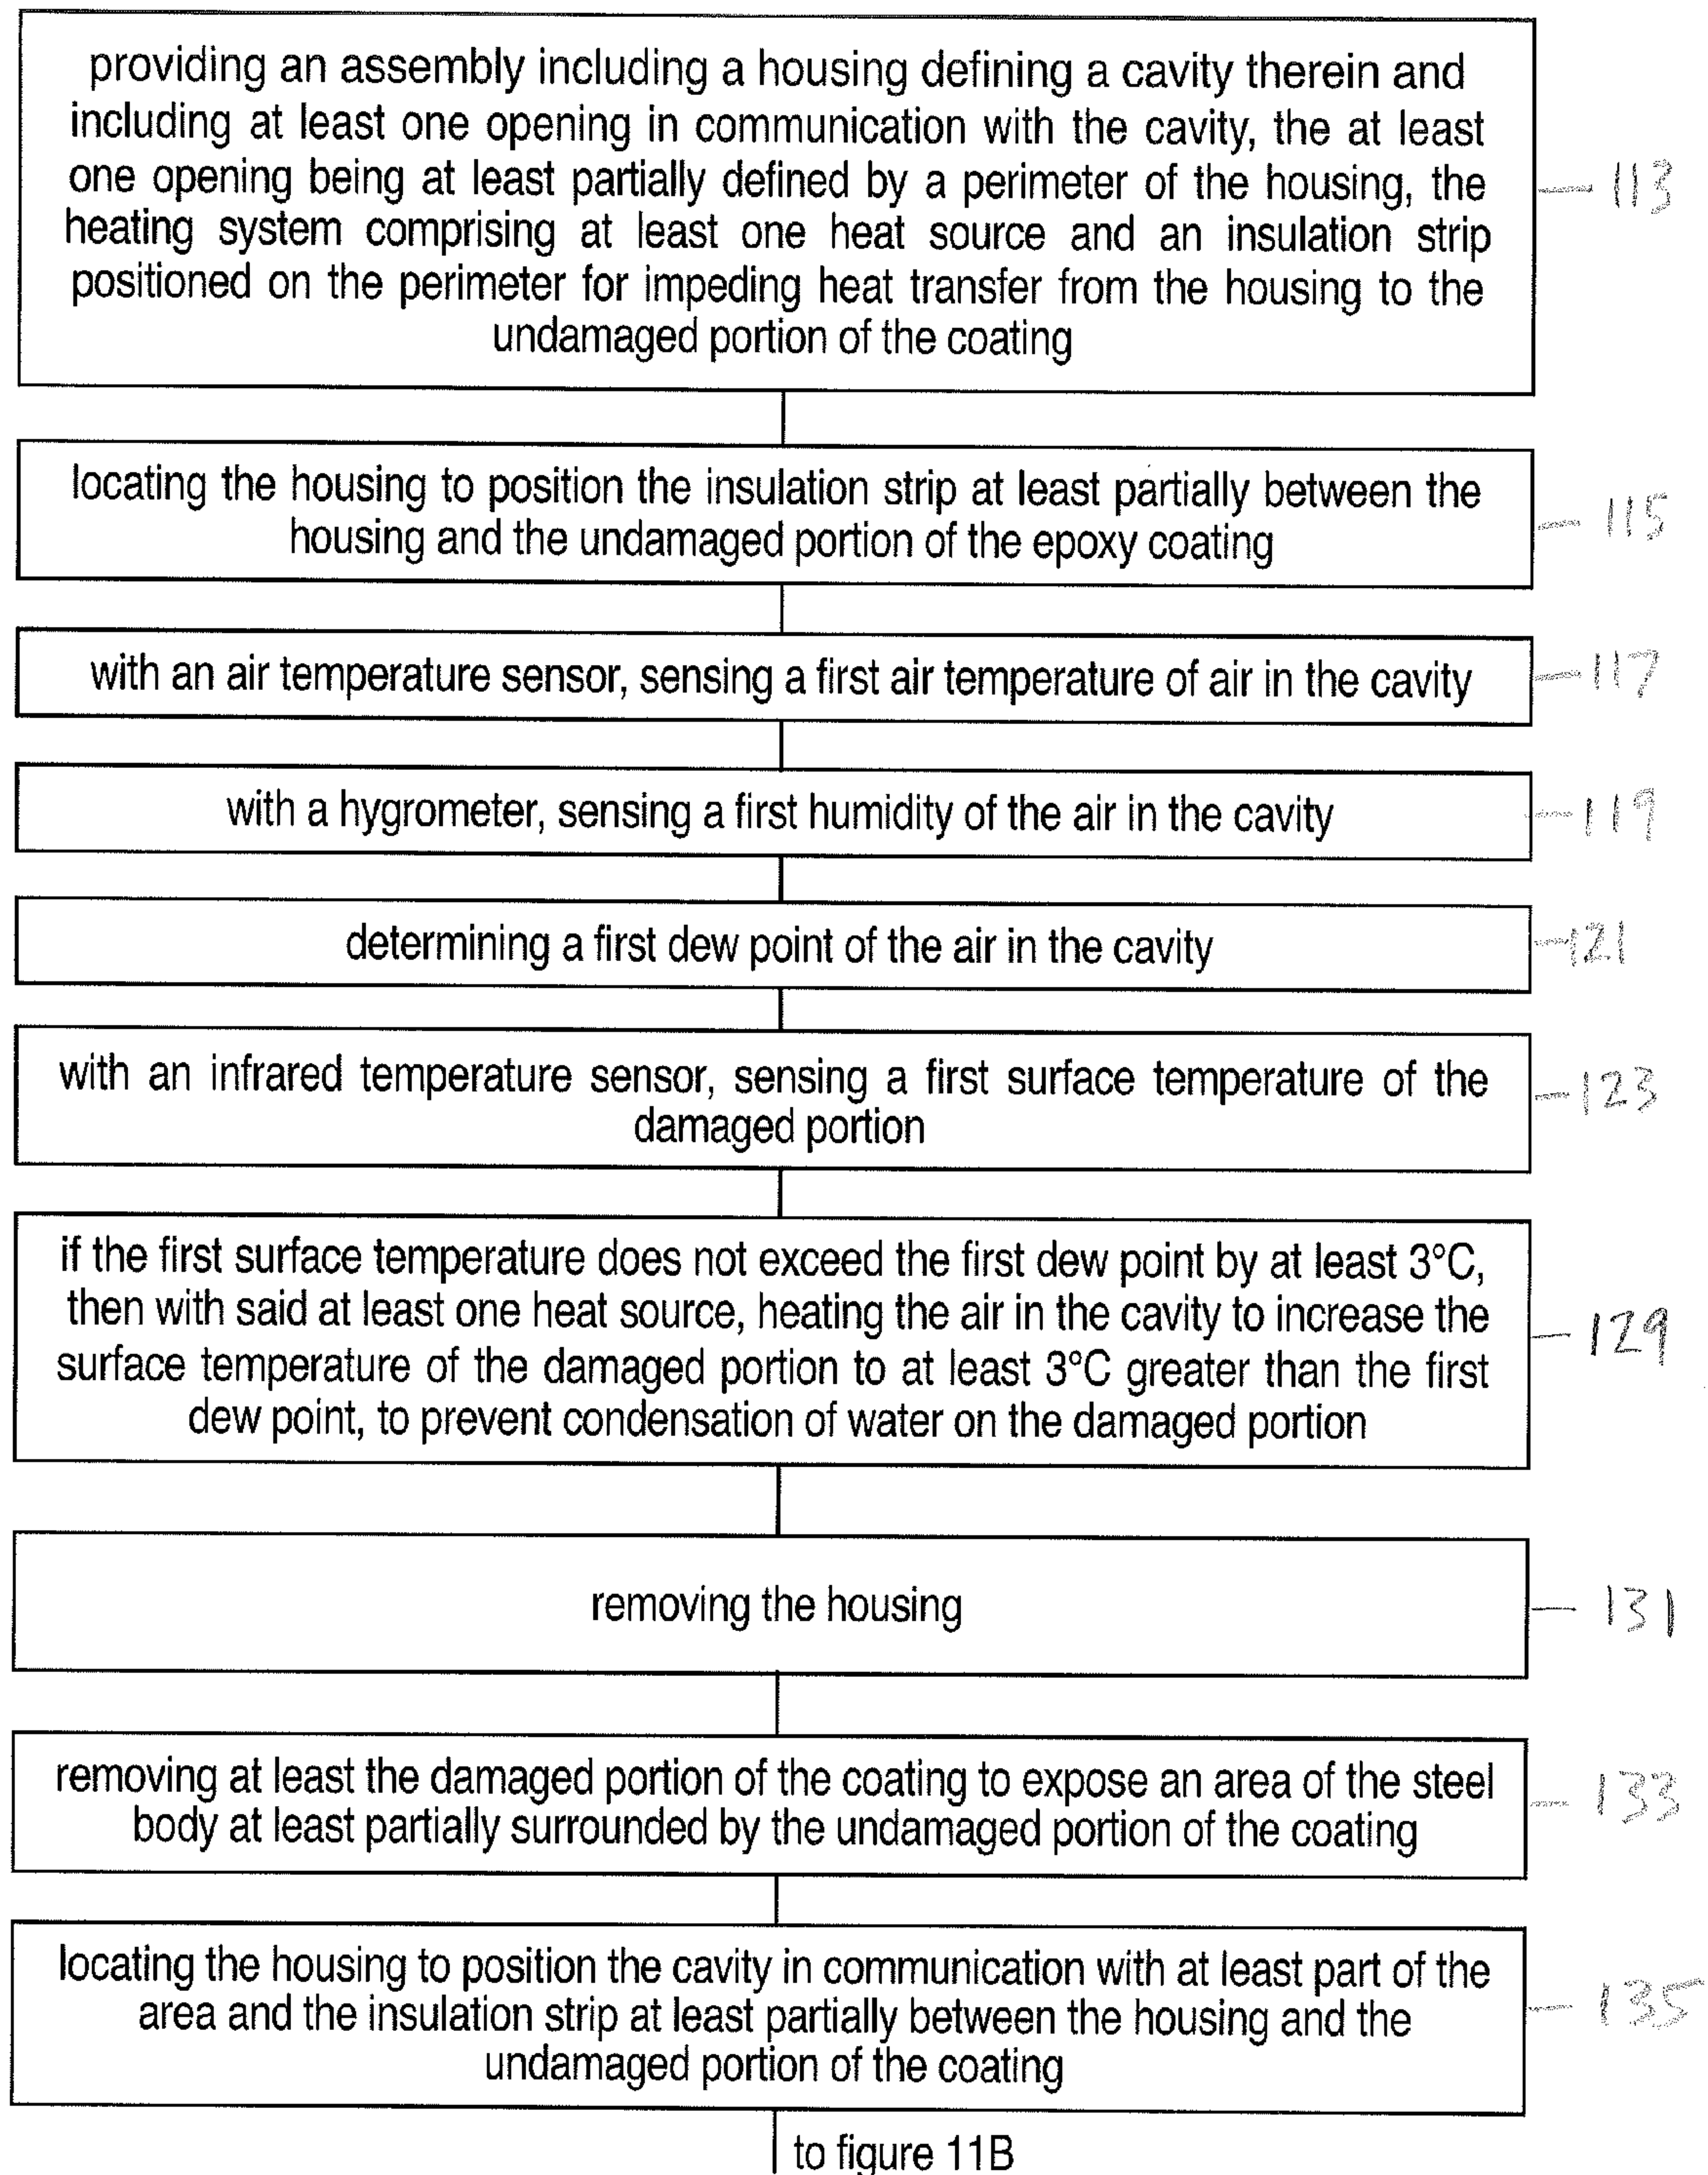 providing an assembly including a housing defining a cavity therein and
including at least one opening in communication with the cavity, the at least
one opening being at least partially defined by a perimeter of the housing, the
heating system comprising at least one heat source and an insulation strip
positioned on the perimeter for impeding heat transfer from the housing to the
undamaged portion of the coating
113
locating the housing to position the insulation strip at least partially between the
housing and the undamaged portion of the epoxy coating
115
with an air temperature sensor, sensing a first air temperature of air in the cavity
117
with a hygrometer, sensing a first humidity of the air in the cavity
119
determining a first dew point of the air in the cavity
121
with an infrared temperature sensor, sensing a first surface temperature of the
damaged portion
123
if the first surface temperature does not exceed the first dew point by at least 3°C,
then with said at least one heat source, heating the air in the cavity to increase the
surface temperature of the damaged portion to at least 3°C greater than the first
dew point, to prevent condensation of water on the damaged portion
129
removing the housing
131
removing at least the damaged portion of the coating to expose an area of the steel
body at least partially surrounded by the undamaged portion of the coating
133
locating the housing to position the cavity in communication with at least part of the
area and the insulation strip at least partially between the housing and the
undamaged portion of the coating
135
to figure 11B